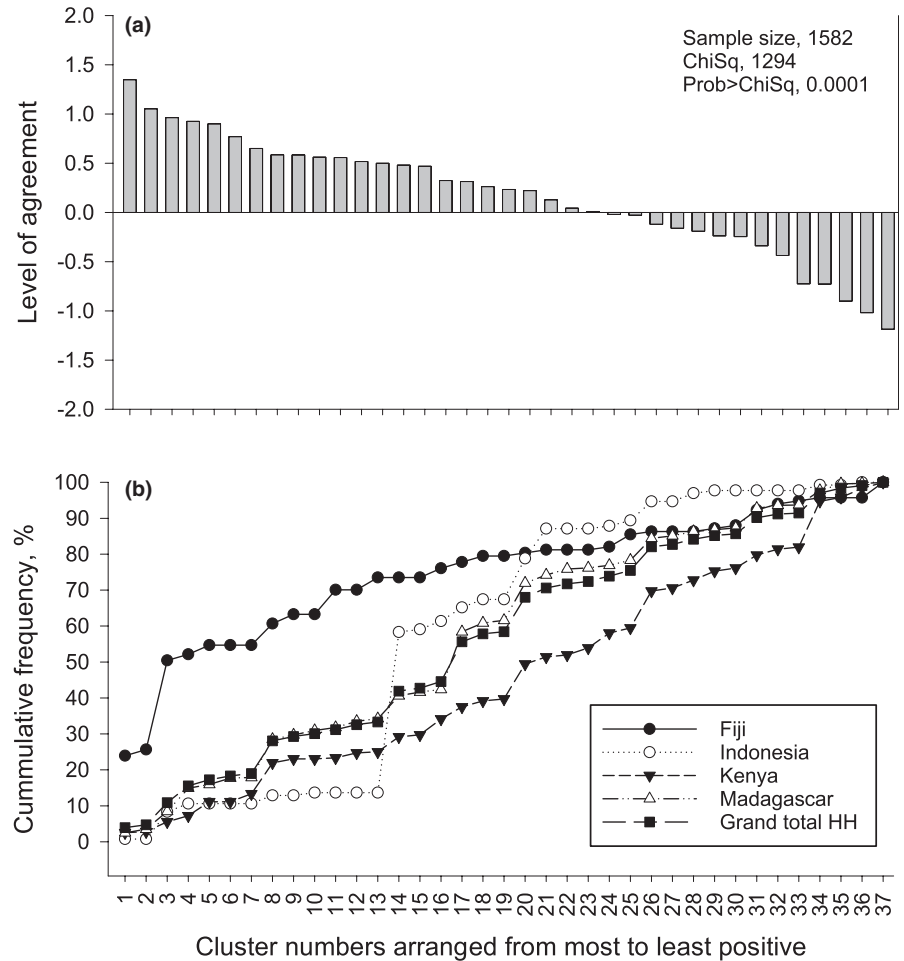 (a)
Sample size, 1582
ChiSq, 1294
Prob>ChiSq, 0.0001
Level of agreement
2.0
1.5
1.0
0.5
0.0
-0.5
-1.0
-1.5
-2.0
(b)
Cummulative frequency, %
100
90
80
70
60
50
40
30
20
10
0
Fiji
Indonesia
Kenya
Madagascar
Grand total HH
1 2 3 4 5 6 7 8 9 10 11 12 13 14 15 16 17 18 19 20 21 22 23 24 25 26 27 28 29 30 31 32 33 34 35 36 37
Cluster numbers arranged from most to least positive